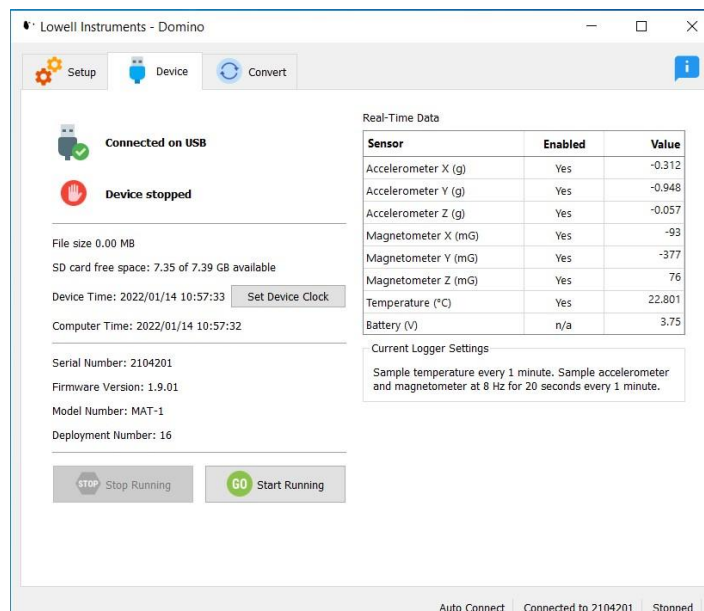 Lowell Instruments - Domino
Setup
Device
Convert
i
Connected on USB
Device stopped
File size 0.00 MB
SD card free space: 7.35 of 7.39 GB available
Device Time: 2022/01/14 10:57:33
Set Device Clock
Computer Time: 2022/01/14 10:57:32
Serial Number: 2104201
Firmware Version: 1.9.01
Model Number: MAT-1
Deployment Number: 16
STOP Stop Running
GO Start Running
Real-Time Data
Sensor Enabled Value
Accelerometer X (g) Yes -0.312
Accelerometer Y (g) Yes -0.948
Accelerometer Z (g) Yes -0.057
Magnetometer X (mG) Yes -93
Magnetometer Y (mG) Yes -377
Magnetometer Z (mG) Yes 76
Temperature (°C) Yes 22.801
Battery (V) n/a 3.75
Current Logger Settings
Sample temperature every 1 minute. Sample accelerometer
and magnetometer at 8 Hz for 20 seconds every 1 minute.
Auto Connect Connected to 2104201 Stopped